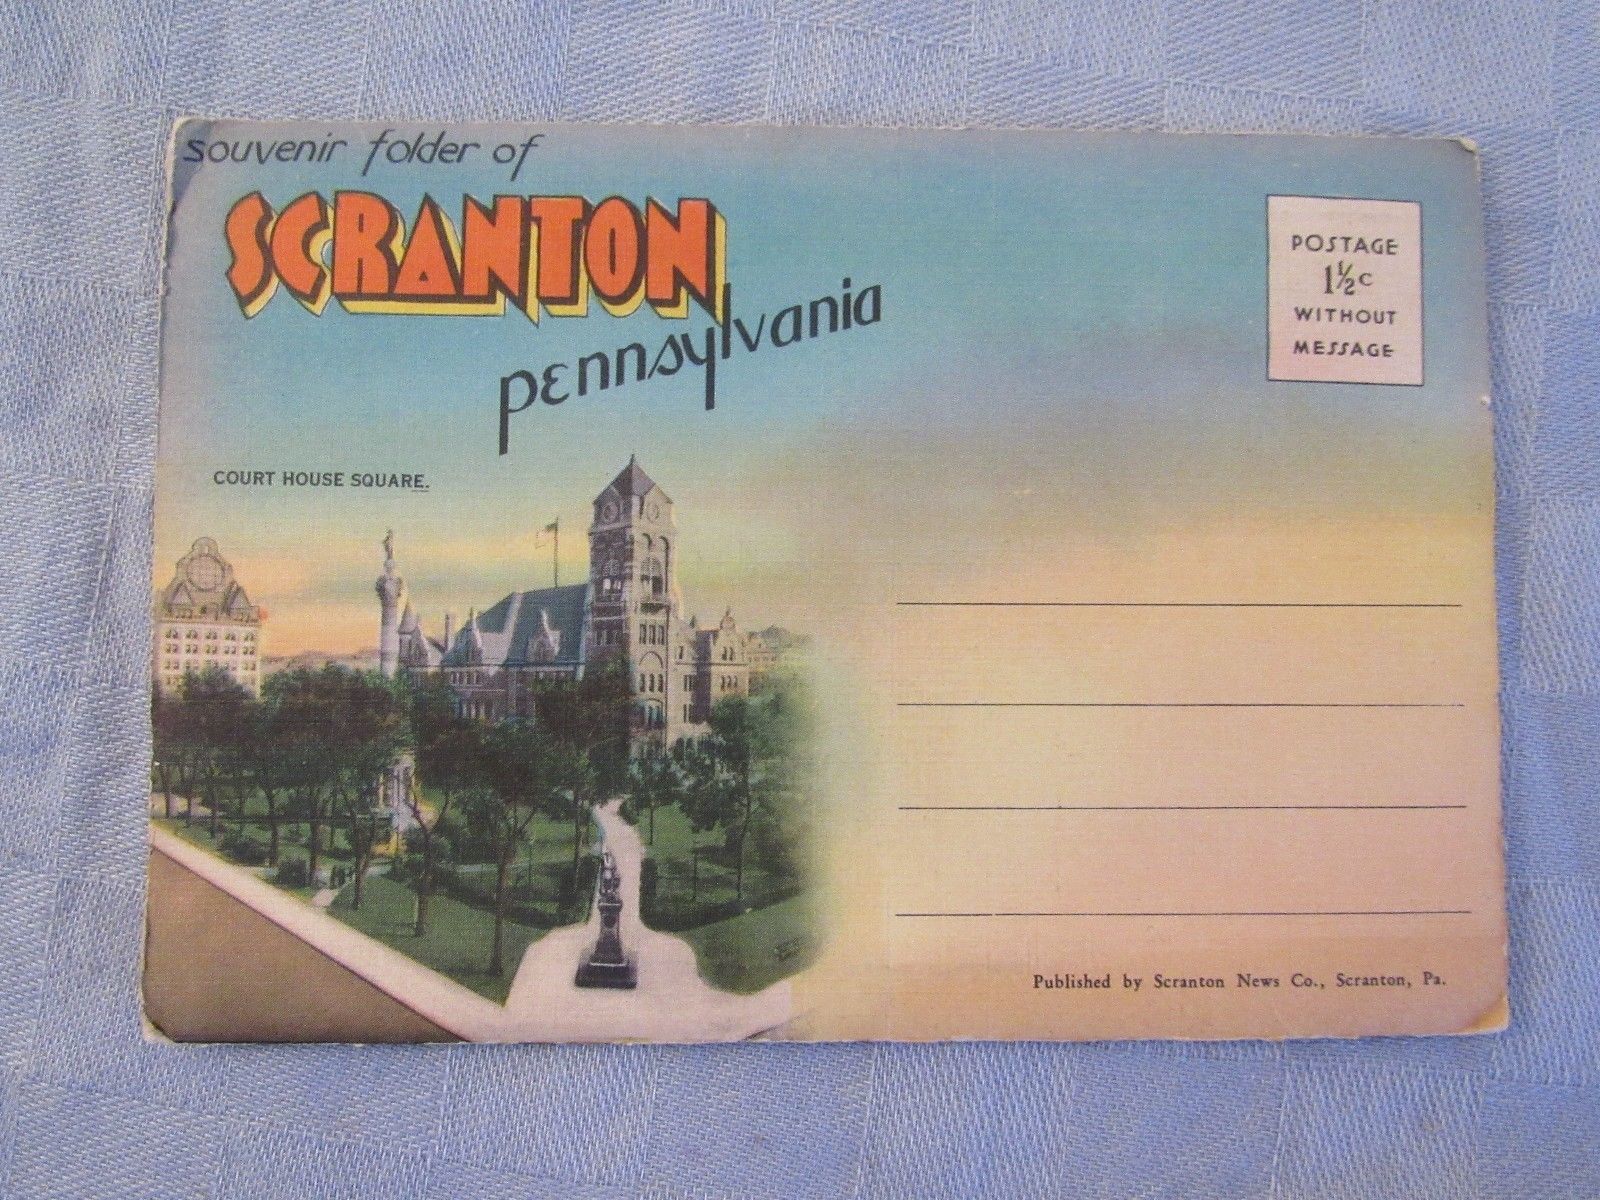 souvenir folder of
SCRANTON
pennsylvania
POSTAGE
1½c
WITHOUT
MESSAGE
COURT HOUSE SQUARE.
Published by Scranton News Co., Scranton, Pa.